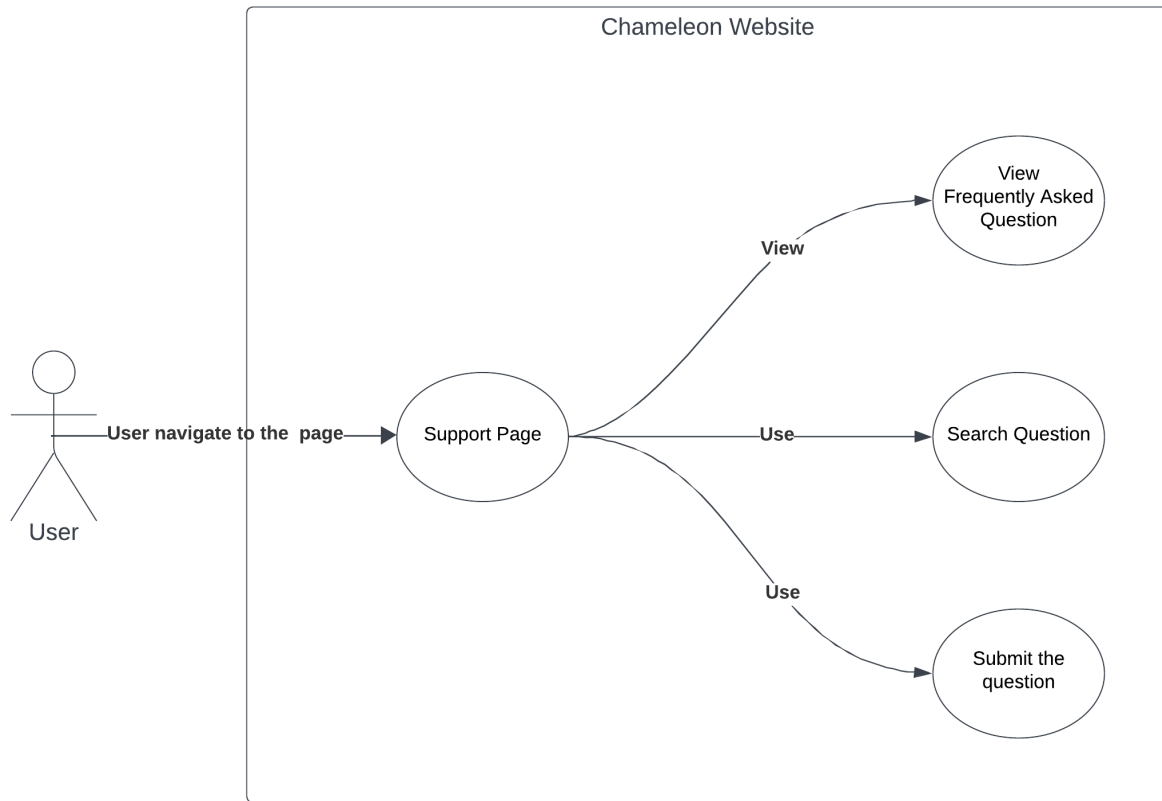 Chameleon Website
View
Frequently Asked
Question
View
User navigate to the  page
Support Page
Use
Search Question
User
Use
Submit the
question